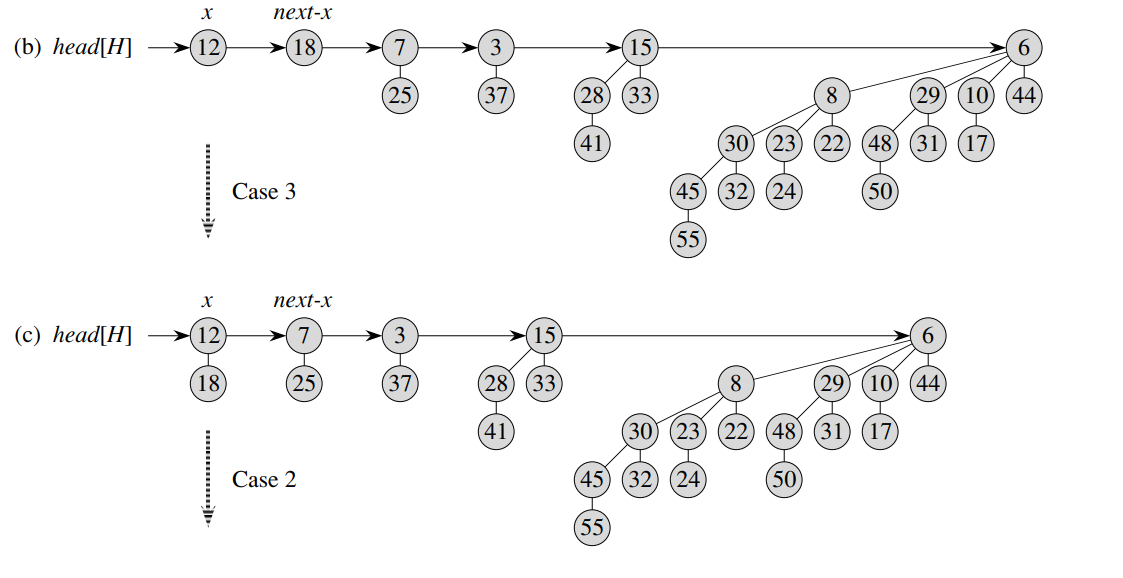 x next-x
(b) head[H] 12 18 7 3 15 6
25 37 28 33 8 29 10 44
41 30 23 22 48 31 17
Case 3 45 32 24 50
55
x next-x
(c) head[H] 12 7 3 15 6
18 25 37 28 33 8 29 10 44
41 30 23 22 48 31 17
Case 2 45 32 24 50
55